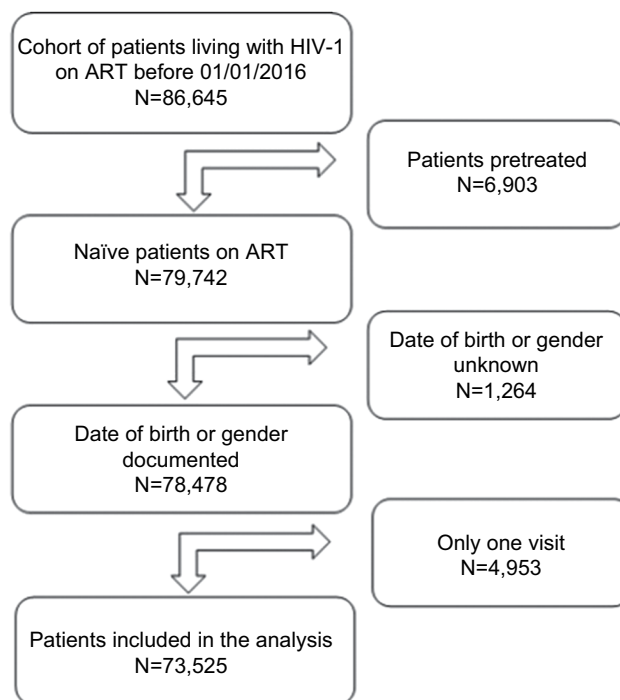 Cohort of patients living with HIV-1
on ART before 01/01/2016
N=86,645
Patients pretreated
N=6,903
Naïve patients on ART
N=79,742
Date of birth or gender
unknown
N=1,264
Date of birth or gender
documented
N=78,478
Only one visit
N=4,953
Patients included in the analysis
N=73,525